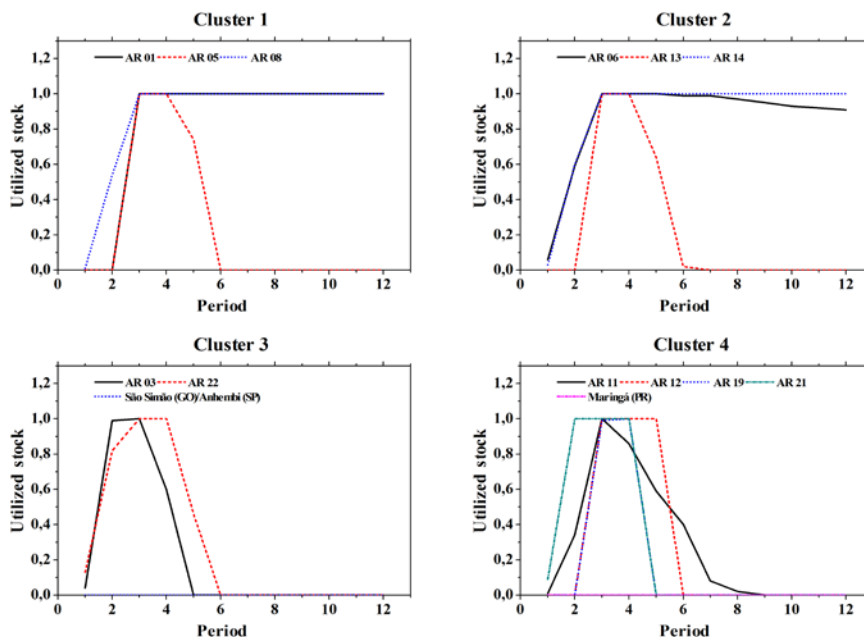 Cluster 1
AR 01 AR 05 AR 08
Utilized stock
1,2
1,0
0,8
0,6
0,4
0,2
0,0
0 2 4 6 8 10 12
Period
Cluster 2
AR 06 AR 13 AR 14
Utilized stock
1,2
1,0
0,8
0,6
0,4
0,2
0,0
0 2 4 6 8 10 12
Period
Cluster 3
AR 03 AR 22
São Simão (GO)/Anhembi (SP)
Utilized stock
1,2
1,0
0,8
0,6
0,4
0,2
0,0
0 2 4 6 8 10 12
Period
Cluster 4
AR 11 AR 12 AR 19 AR 21
Maringá (PR)
Utilized stock
1,2
1,0
0,8
0,6
0,4
0,2
0,0
0 2 4 6 8 10 12
Period